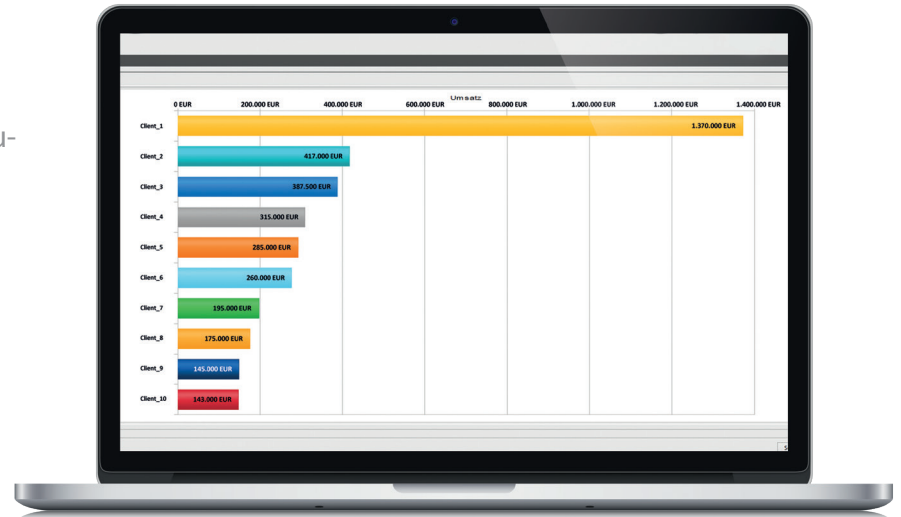 Umsatz
0 EUR 200.000 EUR 400.000 EUR 600.000 EUR 800.000 EUR 1.000.000 EUR 1.200.000 EUR 1.400.000 EUR
Client_1 1.370.000 EUR
u-
Client_2 417.000 EUR
Client_3 387.500 EUR
Client_4 315.000 EUR
Client_5 285.000 EUR
Client_6 260.000 EUR
Client_7 195.000 EUR
Client_8 175.000 EUR
Client_9 145.000 EUR
Client_10 143.000 EUR